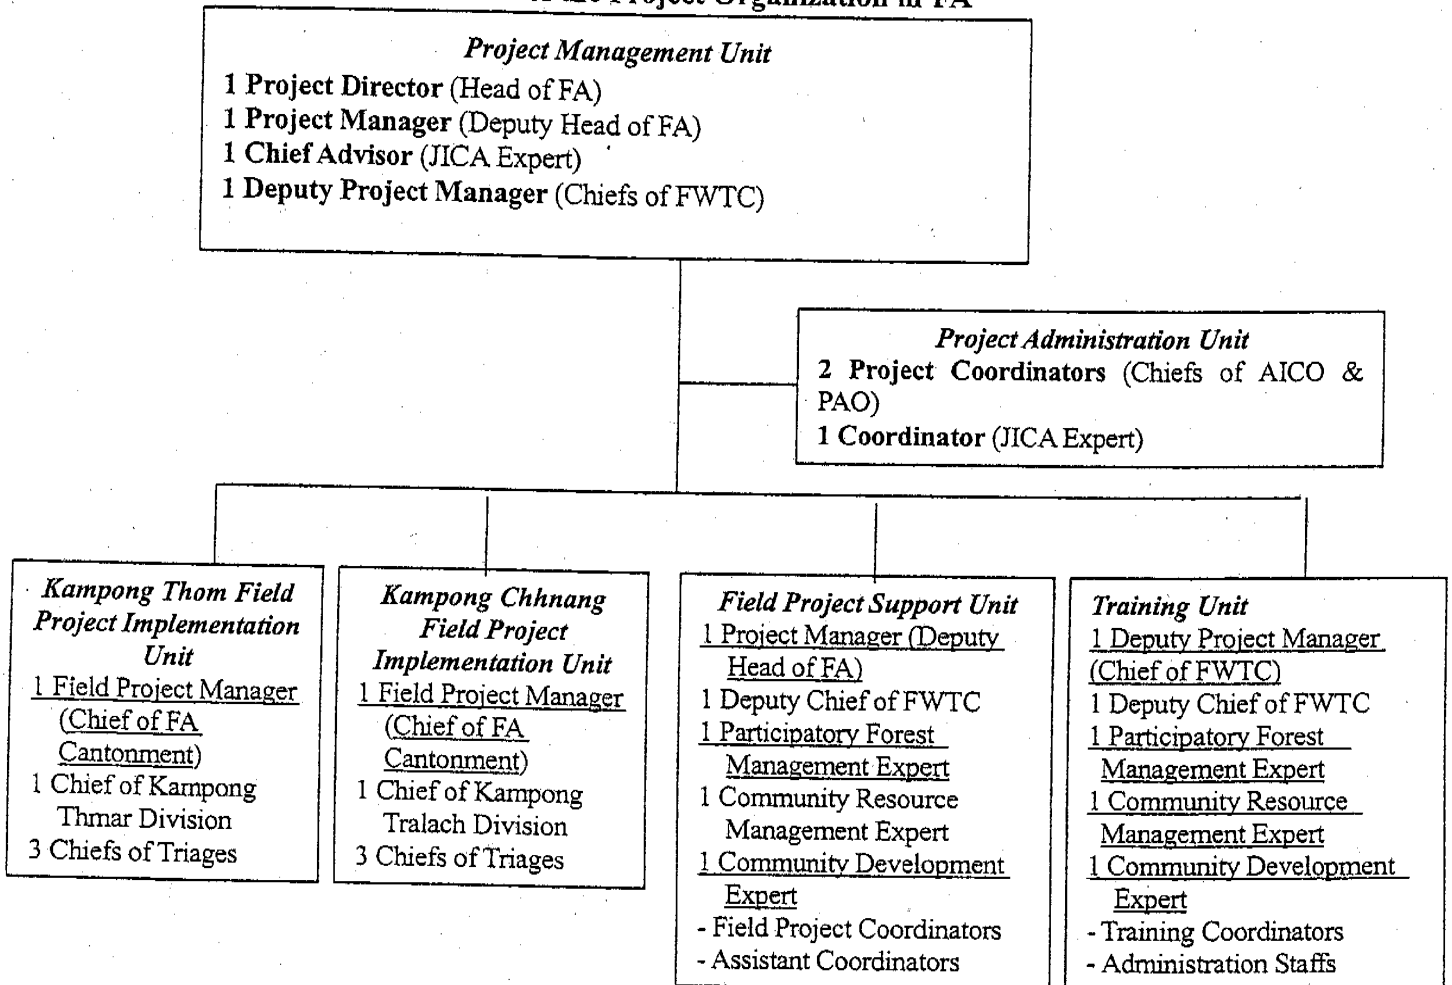 the Project Organization in FA
Project Management Unit
1 Project Director (Head of FA)
1 Project Manager (Deputy Head of FA)
1 Chief Advisor (JICA Expert)
1 Deputy Project Manager (Chiefs of FWTC)
Project Administration Unit
2 Project Coordinators (Chiefs of AICO &
PAO)
1 Coordinator (JICA Expert)
Kampong Thom Field
Project Implementation
Unit
1 Field Project Manager
(Chief of FA
Cantonment)
1 Chief of Kampong
Thmar Division
3 Chiefs of Triages
Kampong Chhnang
Field Project
Implementation Unit
1 Field Project Manager
(Chief of FA
Cantonment)
1 Chief of Kampong
Tralach Division
3 Chiefs of Triages
Field Project Support Unit
1 Project Manager (Deputy
Head of FA)
1 Deputy Chief of FWTC
1 Participatory Forest
Management Expert
1 Community Resource
Management Expert
1 Community Development
Expert
- Field Project Coordinators
- Assistant Coordinators
Training Unit
1 Deputy Project Manager
(Chief of FWTC)
1 Deputy Chief of FWTC
1 Participatory Forest
Management Expert
1 Community Resource
Management Expert
1 Community Development
Expert
- Training Coordinators
- Administration Staffs